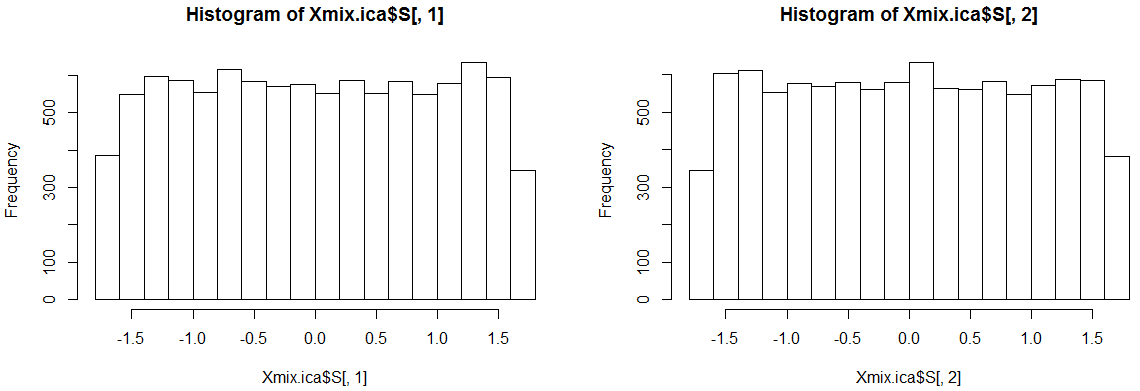 Histogram of Xmix.ica$S[, 1]
Frequency
0
100
300
500
-1.5 -1.0 -0.5 0.0 0.5 1.0 1.5
Xmix.ica$S[, 1]
Histogram of Xmix.ica$S[, 2]
Frequency
0
100
300
500
-1.5 -1.0 -0.5 0.0 0.5 1.0 1.5
Xmix.ica$S[, 2]